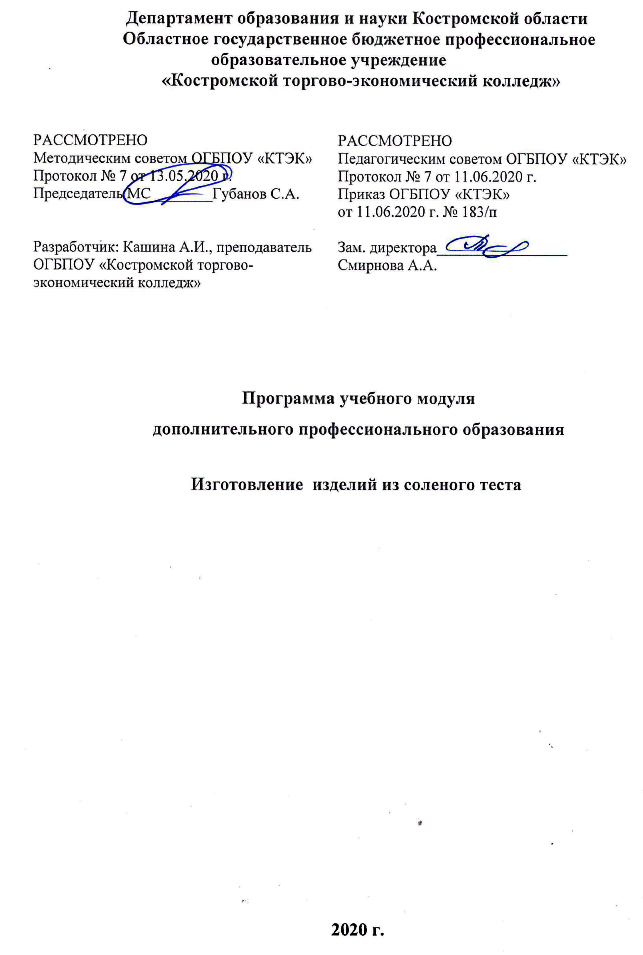 Департамент образования и науки Костромской области
Областное государственное бюджетное профессиональное
образовательное учреждение
«Костромской торгово-экономический колледж»
РАССМОТРЕНО
Методическим советом ОГБПОУ «КТЭК»
Протокол № 7 от 13.05.2020 г.
Председатель МС ________Губанов С.А.
Разработчик: Кашина А.И., преподаватель
ОГБПОУ «Костромской торгово-
экономический колледж»
РАССМОТРЕНО
Педагогическим советом ОГБПОУ «КТЭК»
Протокол № 7 от 11.06.2020 г.
Приказ ОГБПОУ «КТЭК»
от 11.06.2020 г. № 183/п
Зам. директора_________________
Смирнова А.А.
Программа учебного модуля
дополнительного профессионального образования
Изготовление изделий из соленого теста
2020 г.